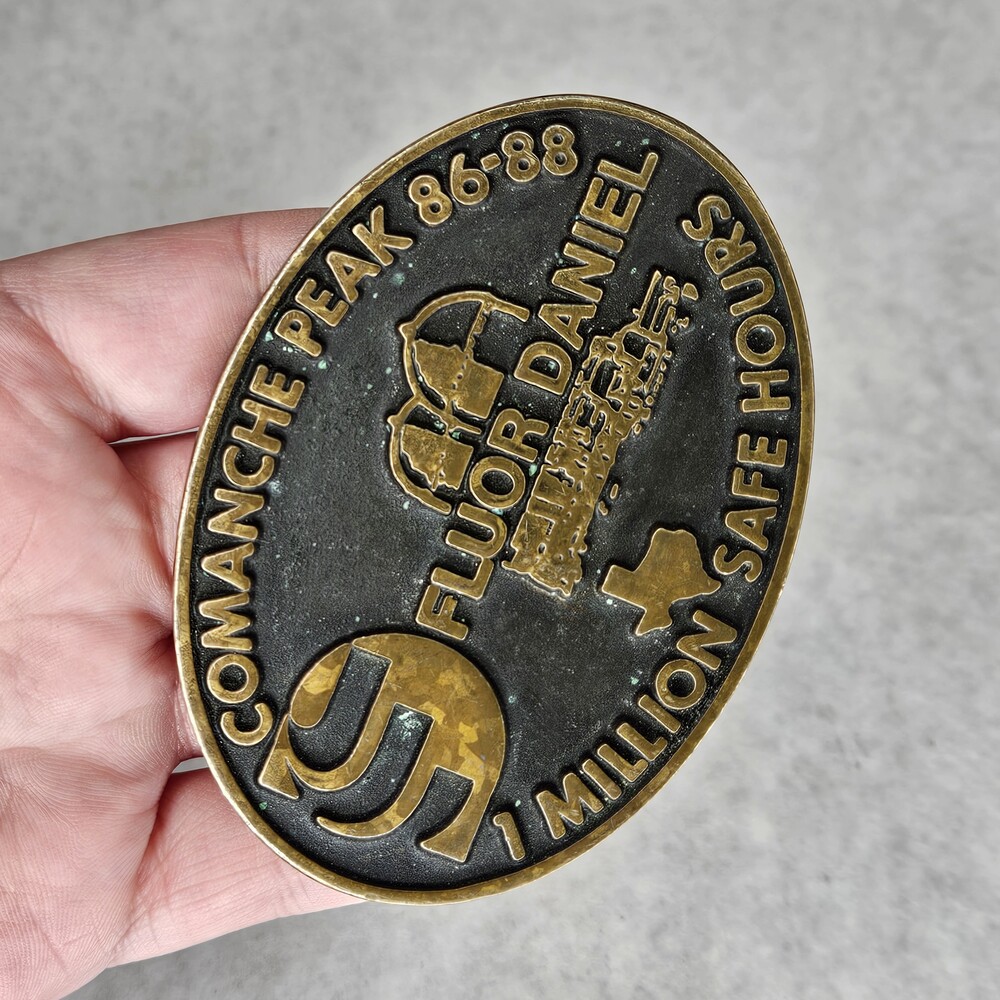 COMANCHE PEAK 86-88
FLUOR DANIEL
1 MILLION SAFE HOURS